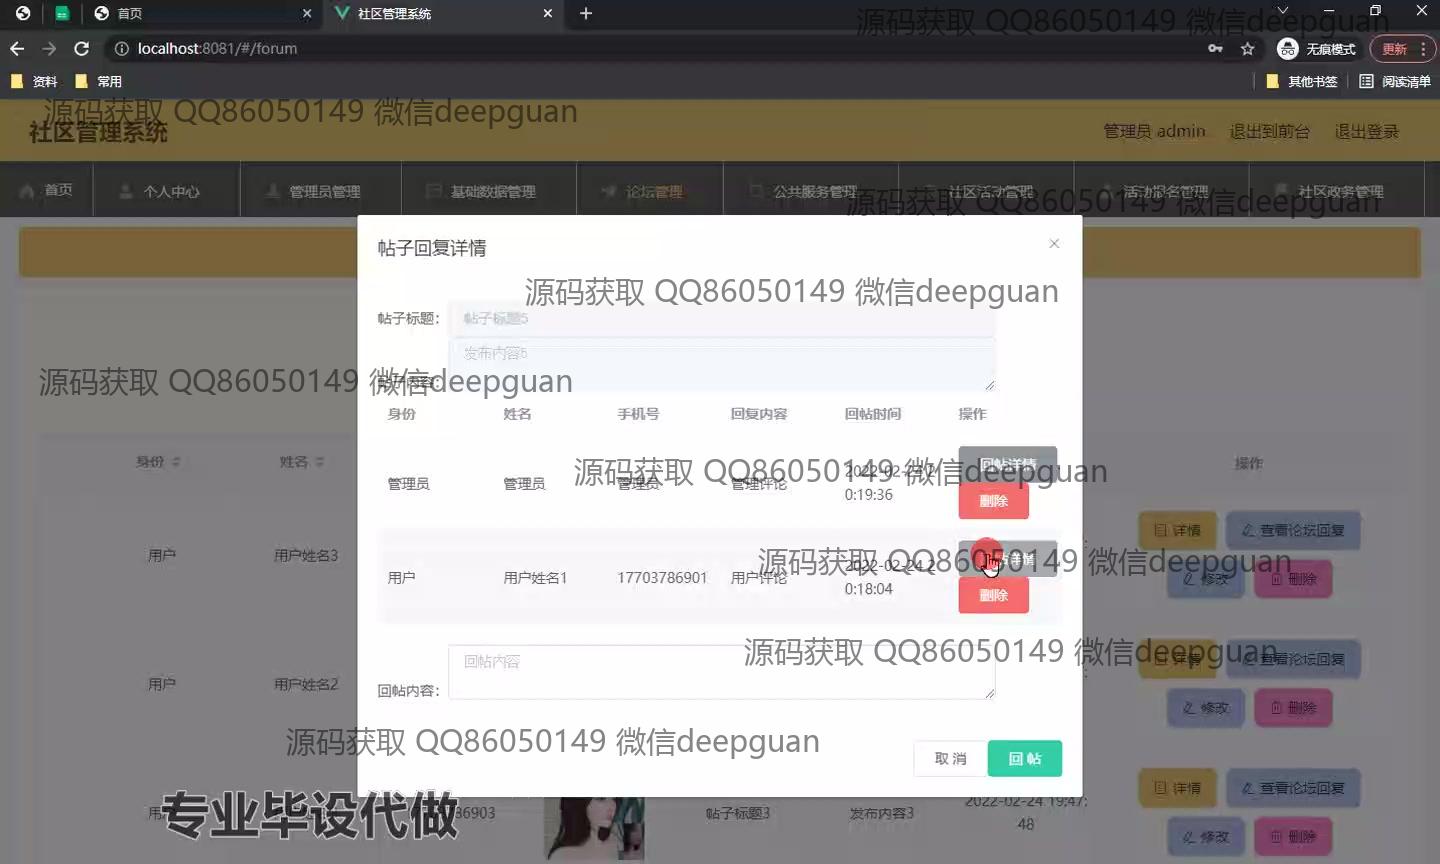 首页
社区管理系统
源码获取 QQ86050149 微信deepguan
localhost:8081/#/forum
无痕模式
更新
资料
常用
其他书签
阅读清单
源码获取 QQ86050149 微信deepguan
社区管理系统
管理员 admin
退出到前台
退出登录
首页
个人中心
管理员管理
基础数据管理
论坛管理
公共服务管理
社区活动管理
活动报名管理
社区政务管理
源码获取 QQ86050149 微信deepguan
帖子回复详情
源码获取 QQ86050149 微信deepguan
帖子标题:
帖子标题5
发布内容5
帖子内容:
源码获取 QQ86050149 微信deepguan
身份
姓名
手机号
回复内容
回帖时间
操作
身份
姓名
操作
管理员
管理员
管理员
管理评论
2022-02-27 2
0:19:36
回帖详情
删除
源码获取 QQ86050149 微信deepguan
用户
用户姓名3
详情
查看论坛回复
修改
删除
用户
用户姓名1
17703786901
用户评论
2022-02-24 2
0:18:04
详情
删除
源码获取 QQ86050149 微信deepguan
回帖内容
回帖内容:
源码获取 QQ86050149 微信deepguan
用户
用户姓名2
详情
查看论坛回复
修改
删除
源码获取 QQ86050149 微信deepguan
取 消
回 帖
专业毕设代做
36903
帖子标题3
发布内容3
2022-02-24 19:47:
48
详情
查看论坛回复
修改
删除